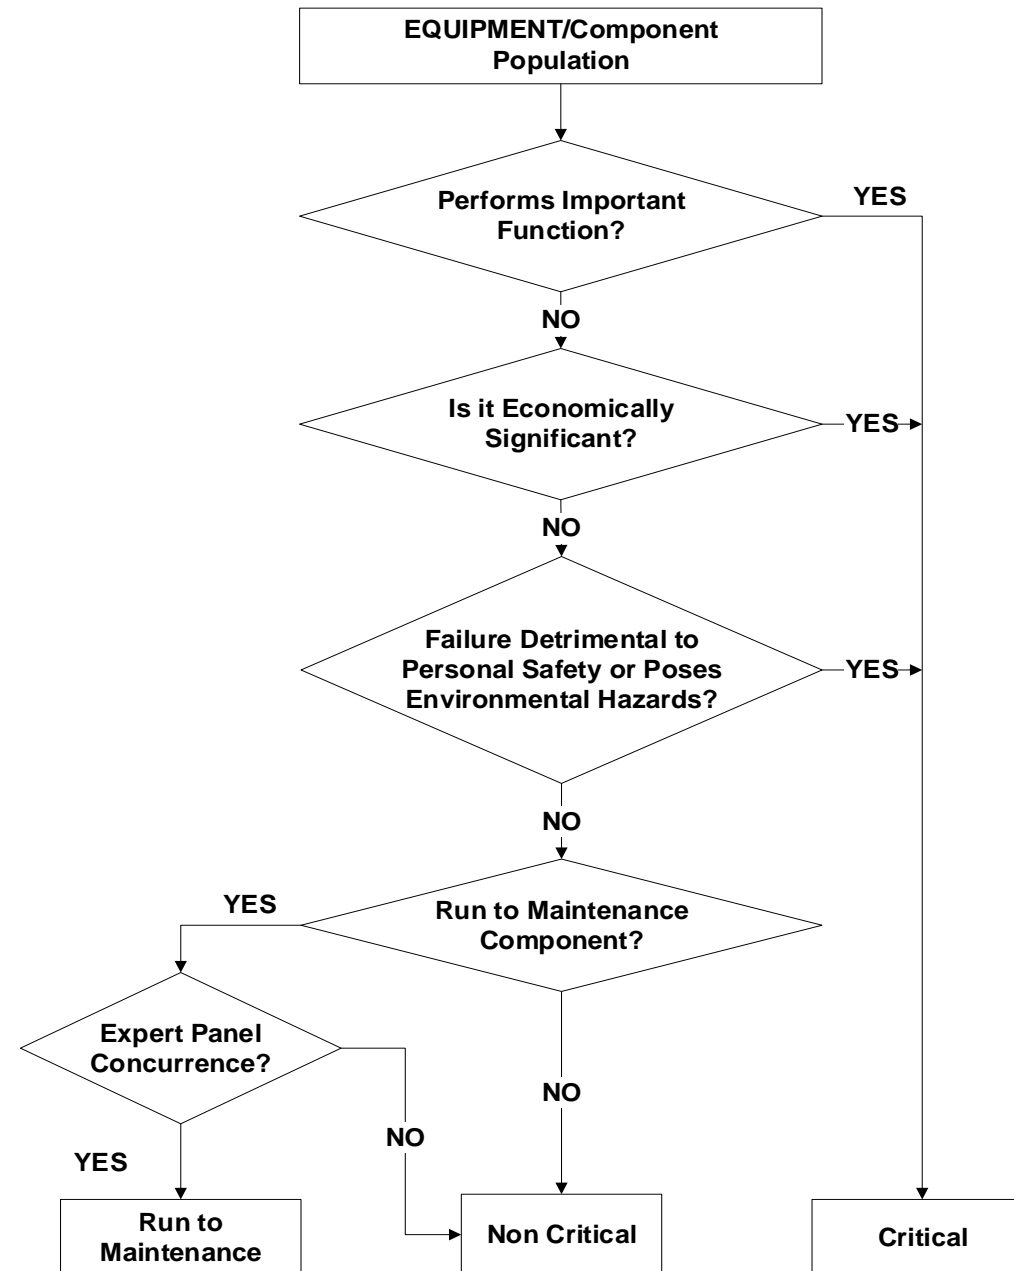 EQUIPMENT/Component
Population
Performs Important
Function?
YES
NO
Is it Economically
Significant?
YES
NO
Failure Detrimental to
Personal Safety or Poses
Environmental Hazards?
YES
NO
Run to Maintenance
Component?
YES
Expert Panel
Concurrence?
NO
NO
YES
Run to
Maintenance
Non Critical
Critical